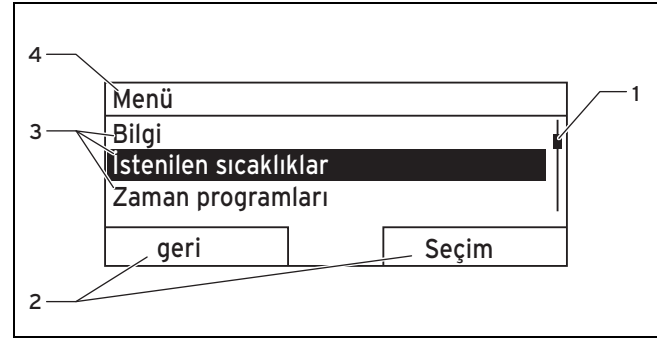 4
Menü
1
3
Bilgi
İstenilen sıcaklıklar
Zaman programları
geri
Seçim
2